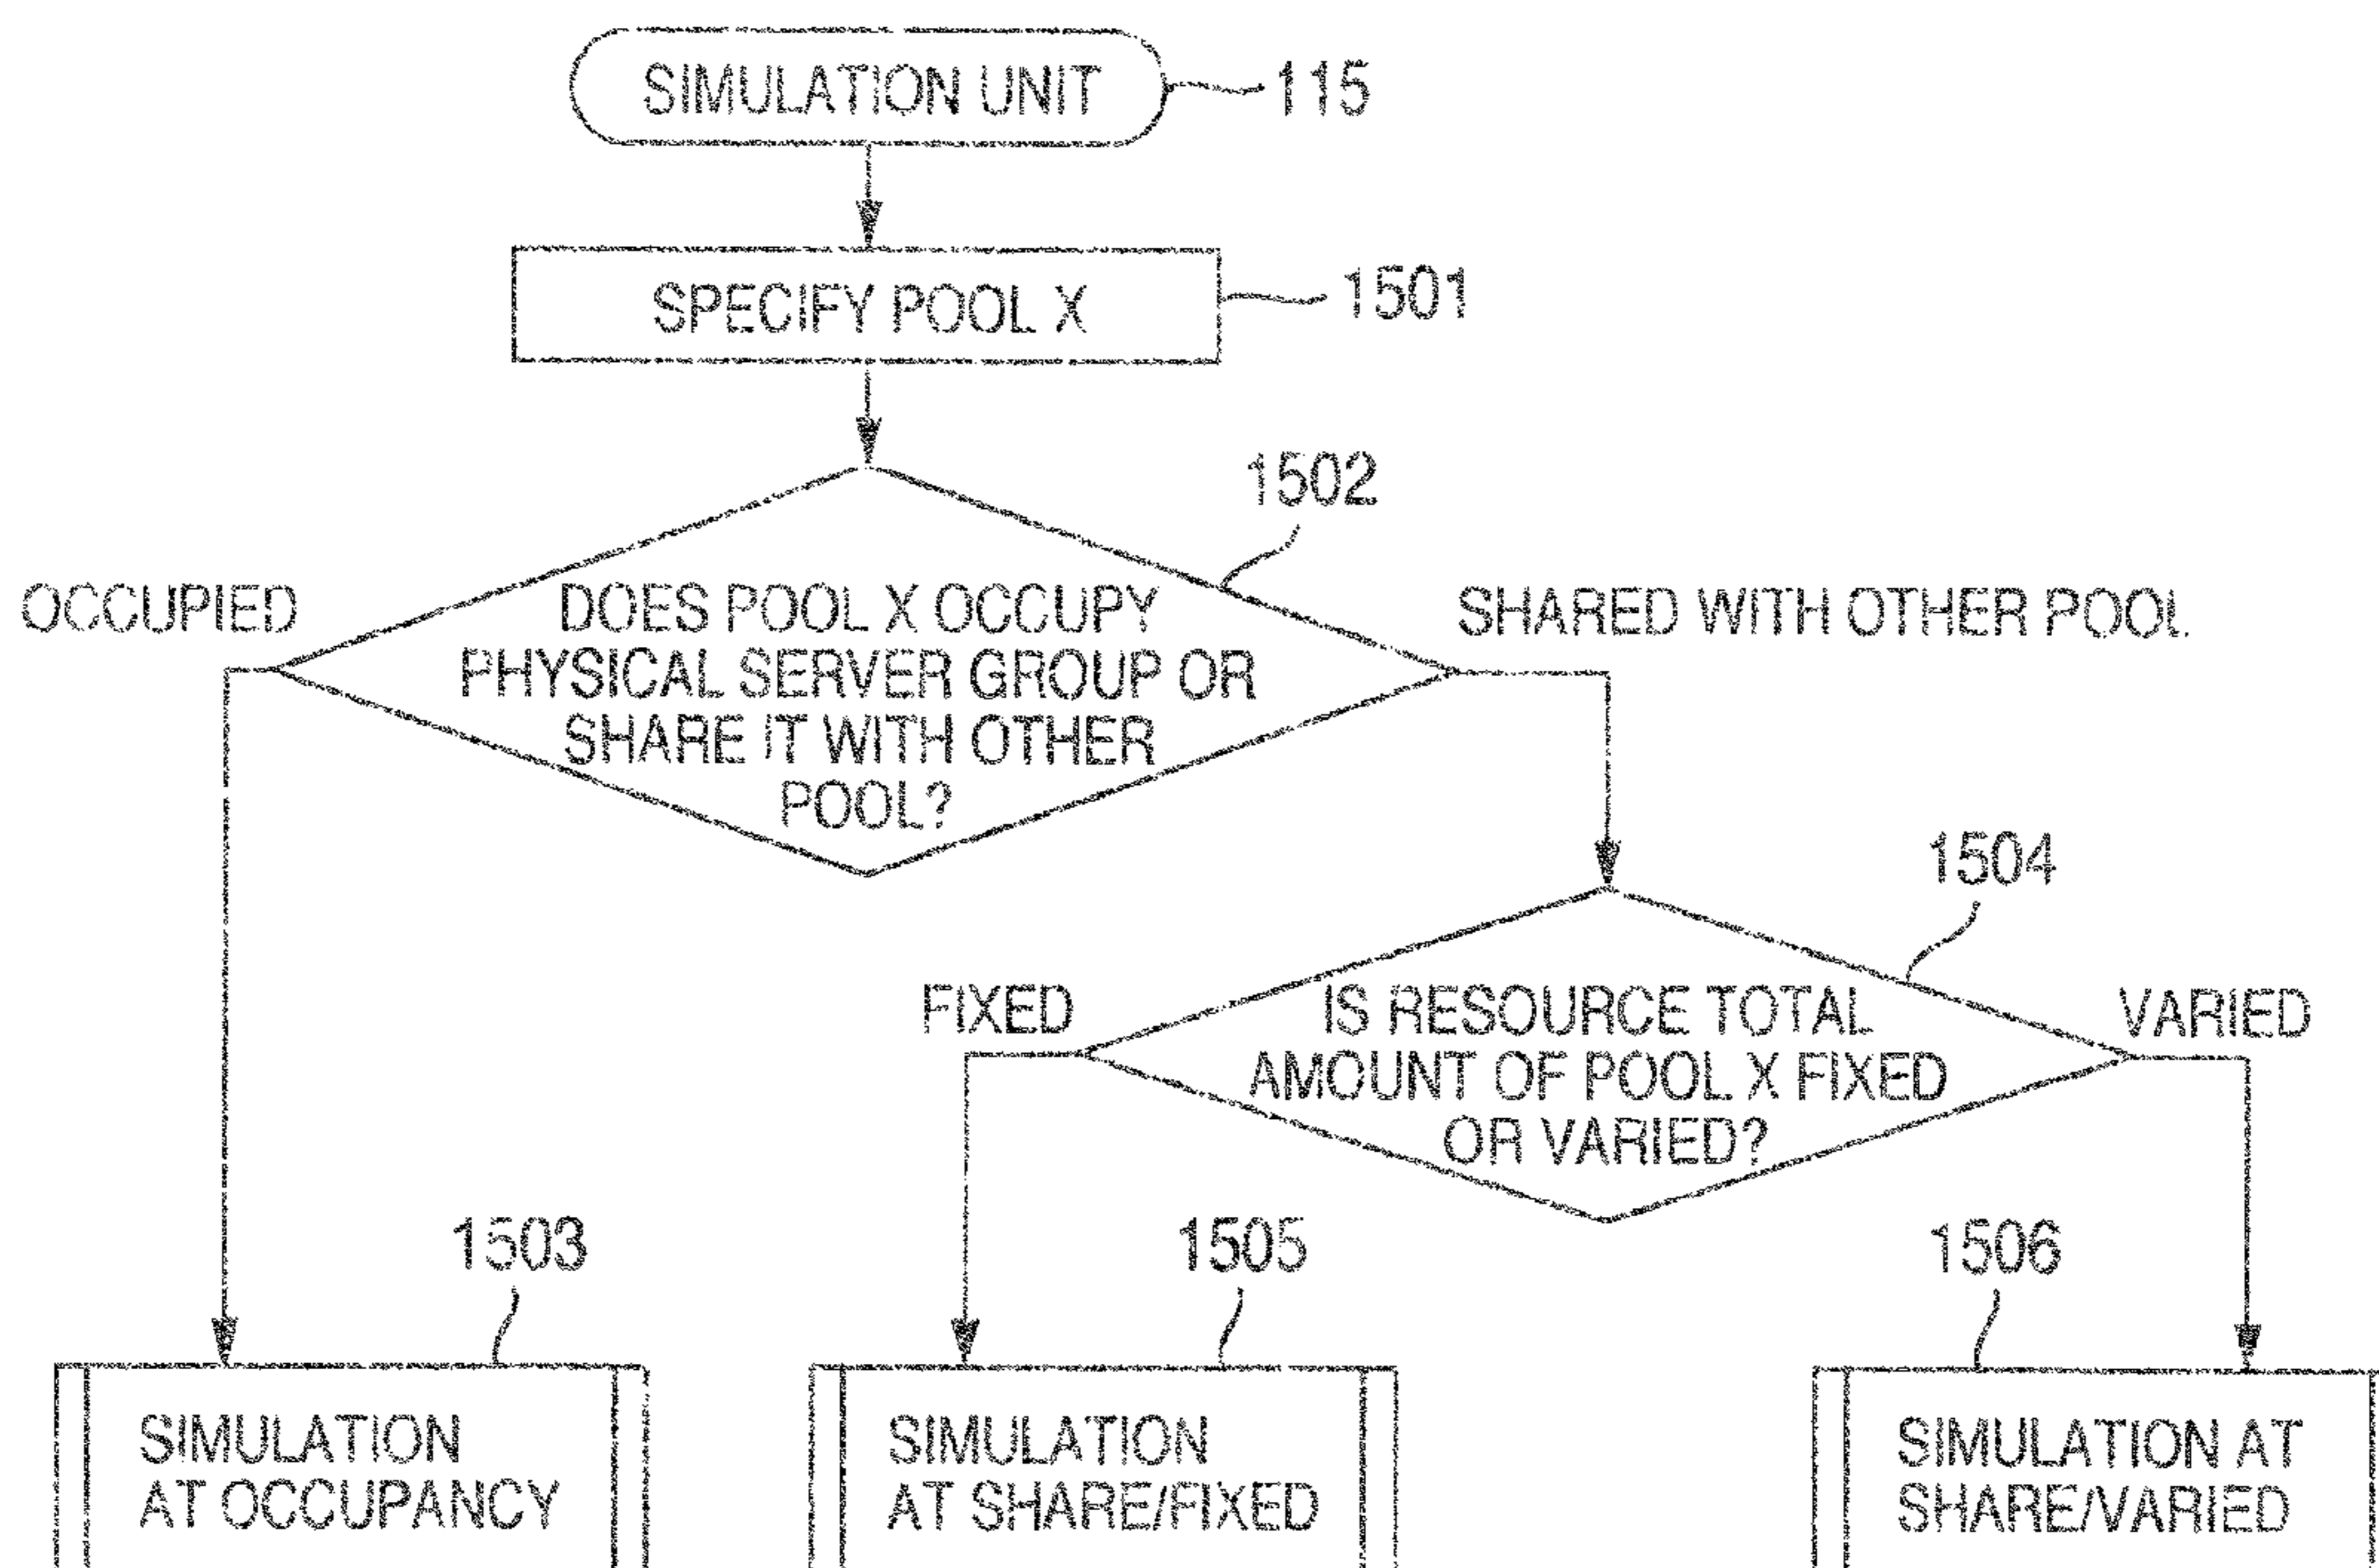 SIMULATION UNIT
115
SPECIFY POOL X
1501
1502
OCCUPIED
DOES POOL X OCCUPY
PHYSICAL SERVER GROUP OR
SHARE IT WITH OTHER
POOL?
SHARED WITH OTHER POOL
1504
FIXED
IS RESOURCE TOTAL
AMOUNT OF POOL X FIXED
OR VARIED?
VARIED
1503
1505
1506
SIMULATION
AT OCCUPANCY
SIMULATION
AT SHARE/FIXED
SIMULATION AT
SHARE/VARIED